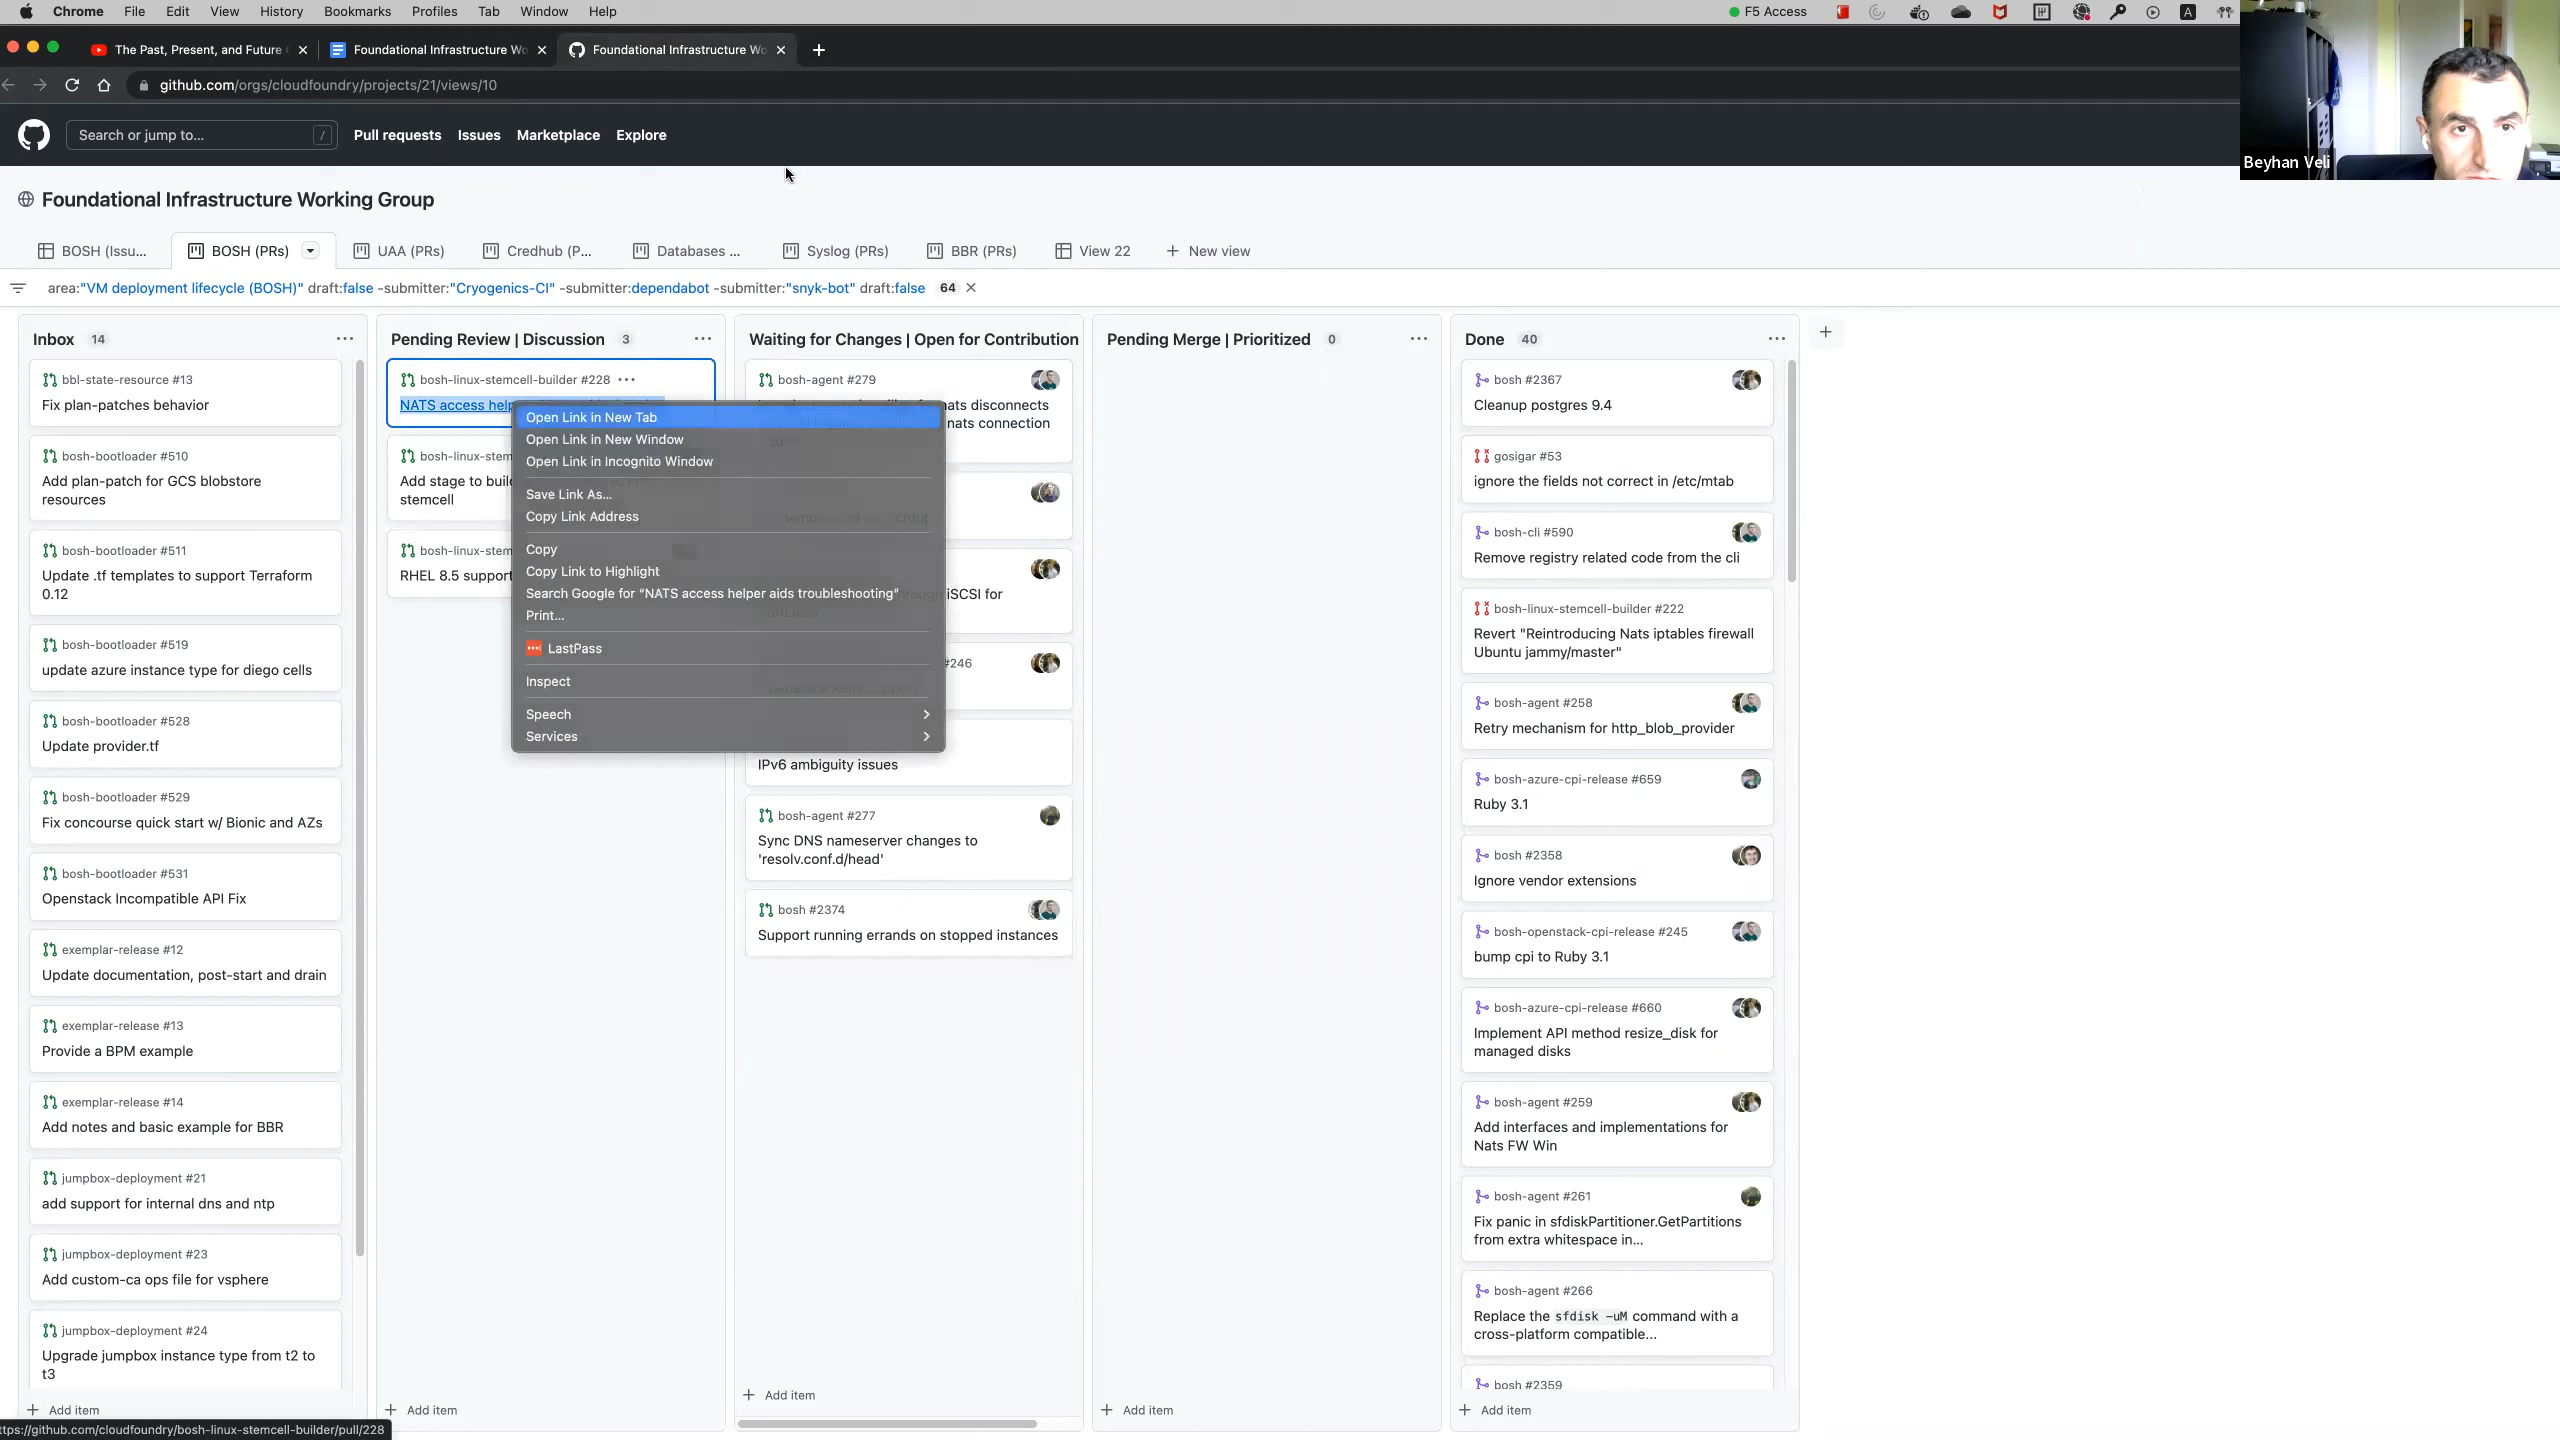 Chrome File Edit View History Bookmarks Profiles Tab Window Help
F5 Access
The Past, Present, and Future
Foundational Infrastructure Wo
Foundational Infrastructure Wo
github.com/orgs/cloudfoundry/projects/21/views/10
Beyhan Veli
Search or jump to... /
Pull requests Issues Marketplace Explore
Foundational Infrastructure Working Group
BOSH (Issu... BOSH (PRs) UAA (PRs) Credhub (P... Databases ... Syslog (PRs) BBR (PRs) View 22 + New view
area:"VM deployment lifecycle (BOSH)" draft:false -submitter:"Cryogenics-CI" -submitter:dependabot -submitter:"snyk-bot" draft:false 64
Inbox 14
bbl-state-resource #13
Fix plan-patches behavior
bosh-bootloader #510
Add plan-patch for GCS blobstore
resources
bosh-bootloader #511
Update .tf templates to support Terraform
0.12
bosh-bootloader #519
update azure instance type for diego cells
bosh-bootloader #528
Update provider.tf
bosh-bootloader #529
Fix concourse quick start w/ Bionic and AZs
bosh-bootloader #531
Openstack Incompatible API Fix
exemplar-release #12
Update documentation, post-start and drain
exemplar-release #13
Provide a BPM example
exemplar-release #14
Add notes and basic example for BBR
jumpbox-deployment #21
add support for internal dns and ntp
jumpbox-deployment #23
Add custom-ca ops file for vsphere
jumpbox-deployment #24
Upgrade jumpbox instance type from t2 to
t3
+ Add item
Pending Review | Discussion 3
bosh-linux-stemcell-builder #228
NATS access help
bosh-linux-stem
Add stage to buil
stemcell
bosh-linux-stem
RHEL 8.5 support
+ Add item
Open Link in New Tab
Open Link in New Window
Open Link in Incognito Window
Save Link As...
Copy Link Address
Copy
Copy Link to Highlight
Search Google for “NATS access helper aids troubleshooting”
Print...
LastPass
Inspect
Speech
Services
Waiting for Changes | Open for Contribution
bosh-agent #279
nats disconnects
nats connection
iSCSI for
#246
IPv6 ambiguity issues
bosh-agent #277
Sync DNS nameserver changes to
'resolv.conf.d/head'
bosh #2374
Support running errands on stopped instances
+ Add item
Pending Merge | Prioritized 0
+ Add item
Done 40
bosh #2367
Cleanup postgres 9.4
gosigar #53
ignore the fields not correct in /etc/mtab
bosh-cli #590
Remove registry related code from the cli
bosh-linux-stemcell-builder #222
Revert "Reintroducing Nats iptables firewall
Ubuntu jammy/master"
bosh-agent #258
Retry mechanism for http_blob_provider
bosh-azure-cpi-release #659
Ruby 3.1
bosh #2358
Ignore vendor extensions
bosh-openstack-cpi-release #245
bump cpi to Ruby 3.1
bosh-azure-cpi-release #660
Implement API method resize_disk for
managed disks
bosh-agent #259
Add interfaces and implementations for
Nats FW Win
bosh-agent #261
Fix panic in sfdiskPartitioner.GetPartitions
from extra whitespace in...
bosh-agent #266
Replace the sfdisk -uM command with a
cross-platform compatible...
bosh #2359
+ Add item
ttps://github.com/cloudfoundry/bosh-linux-stemcell-builder/pull/228